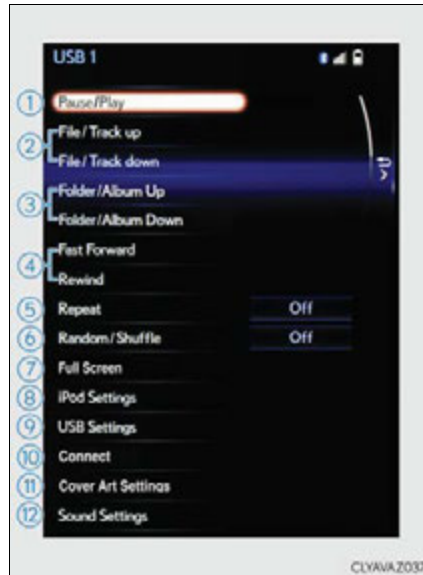 USB 1
① Pause/Play
② File/Track up
File/Track down
③ Folder/Album Up
Folder/Album Down
④ Fast Forward
Rewind
⑤ Repeat Off
⑥ Random/Shuffle Off
⑦ Full Screen
⑧ iPod Settings
⑨ USB Settings
⑩ Connect
⑪ Cover Art Settings
⑫ Sound Settings
CLYAVAZ037